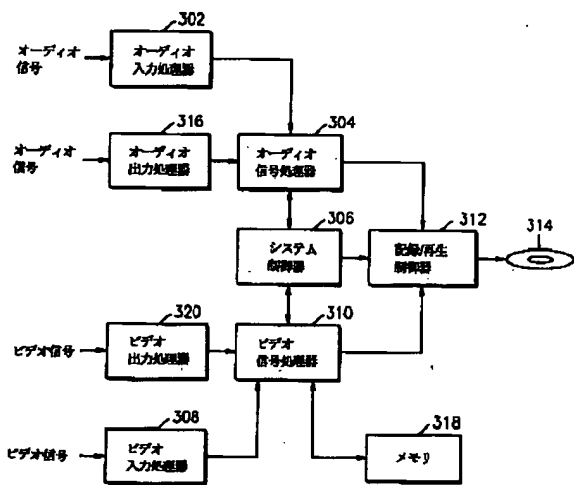 302
オーディオ
信号
オーディオ
入力処理器
316
304
オーディオ
信号
オーディオ
出力処理器
オーディオ
信号処理器
306
312
314
システム
制御器
記録/再生
制御器
320
310
ビデオ信号
ビデオ
出力処理器
ビデオ
信号処理器
308
318
ビデオ信号
ビデオ
入力処理器
メモリ